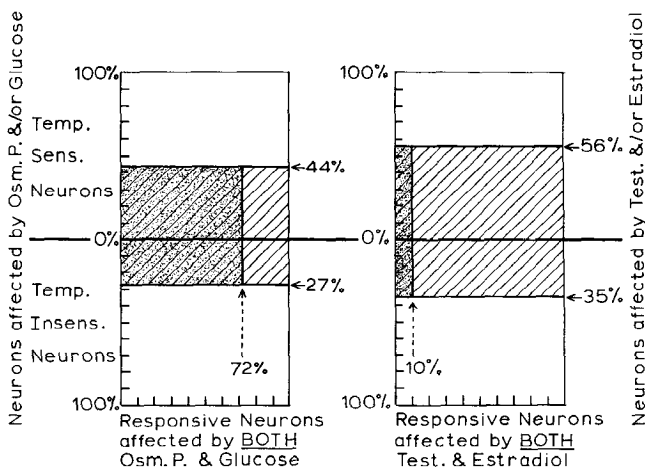 Neurons affected by Osm. P. &/or Glucose
100%
Temp.
Sens.
Neurons
0%
Temp.
Insens.
Neurons
100%
44%
27%
72%
Responsive Neurons
affected by BOTH
Osm. P. & Glucose
100%
0%
100%
56%
35%
10%
Responsive Neurons
affected by BOTH
Test. & Estradiol
Neurons affected by Test. &/or Estradiol